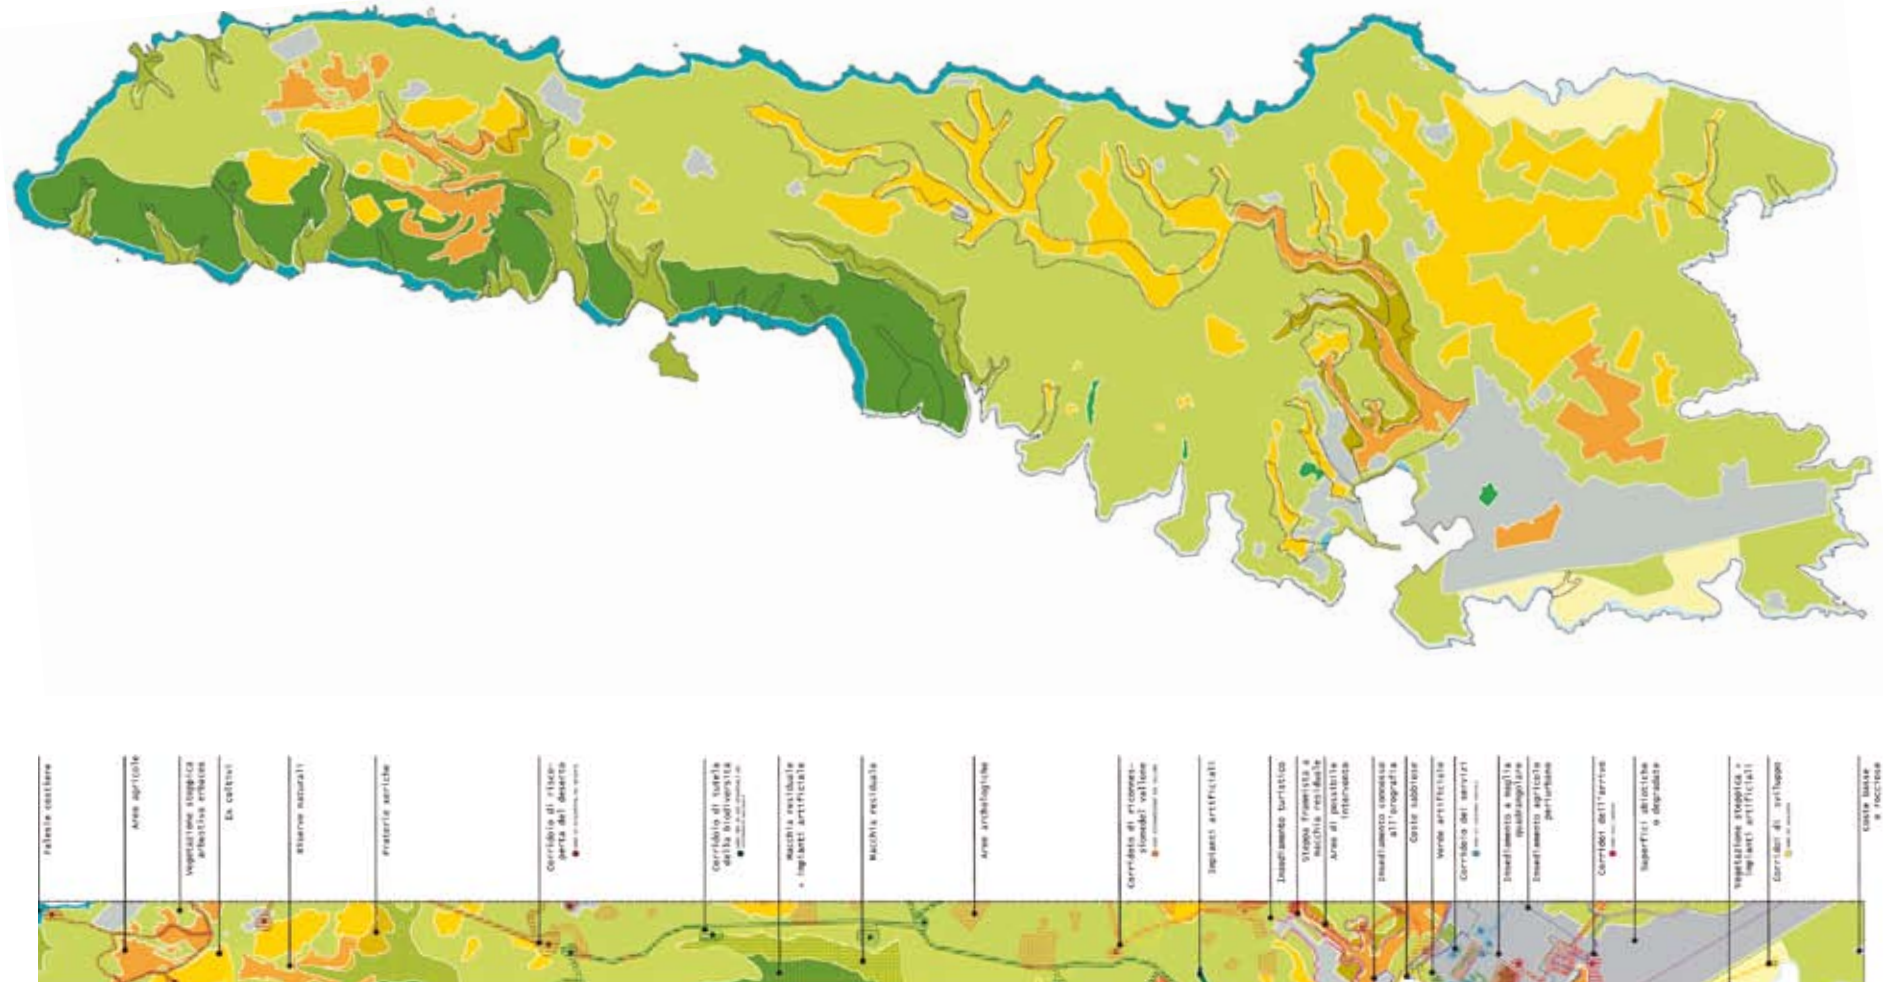 Falesie costiere
Aree agricole
Vegetazione steppica
arbustiva erbacea
Ex coltivi
Riserve naturali
Praterie xeriche
Corridoio di risco-
perta del deserto
Corridoio di tutela
della biodiversità
Macchia residuale
+ impianti artificiale
Macchia residuale
Aree archeologiche
Corridoio di riconnes-
sione del vallone
Impianti artificiali
Insediamento turistico
Steppa frammista a
macchia residuale
Aree di possibile
intervento
Insediamento connesso
all'orografia
Coste sabbiose
Verde artificiale
Corridoio dei servizi
Insediamento a maglia
quadrangolare
Insediamento agricolo
periurbano
Corridoi dell'arrivo
Superfici abiotiche
o degradate
Vegetazione steppica +
impianti artificiali
Corridoi di sviluppo
coste basse
e rocciose